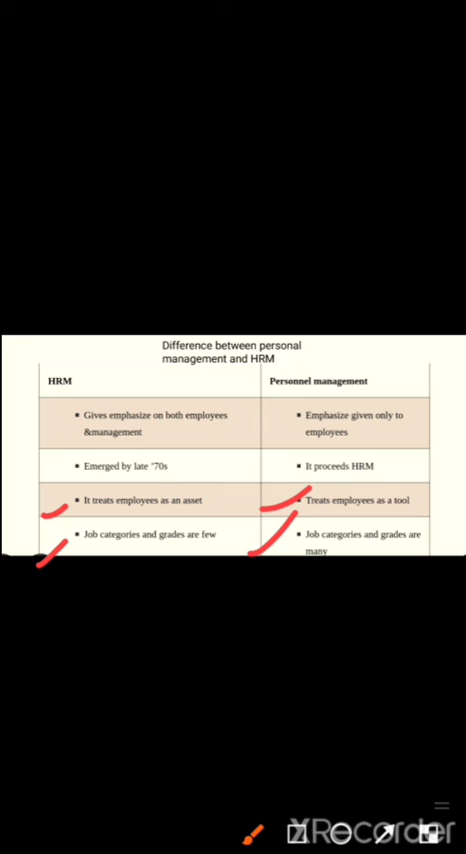 Difference between personal
management and HRM
HRM
Personnel management
▪ Gives emphasize on both employees
&management
▪ Emphasize given only to
employees
▪ Emerged by late '70s
▪ It proceeds HRM
▪ It treats employees as an asset
▪ Treats employees as a tool
▪ Job categories and grades are few
▪ Job categories and grades are
many
XRecorder